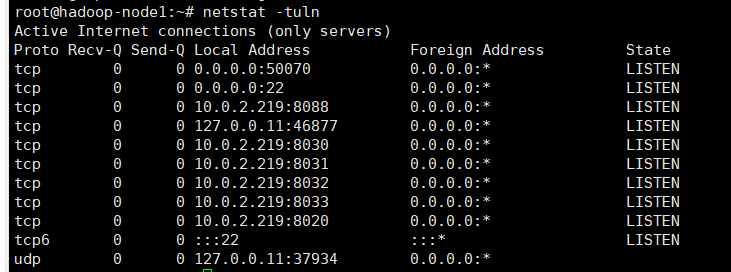 root@hadoop-node1:~# netstat -tuln
Active Internet connections (only servers)
Proto Recv-Q Send-Q Local Address           Foreign Address         State
tcp        0      0 0.0.0.0:50070           0.0.0.0:*               LISTEN
tcp        0      0 0.0.0.0:22              0.0.0.0:*               LISTEN
tcp        0      0 10.0.2.219:8088         0.0.0.0:*               LISTEN
tcp        0      0 127.0.0.11:46877        0.0.0.0:*               LISTEN
tcp        0      0 10.0.2.219:8030         0.0.0.0:*               LISTEN
tcp        0      0 10.0.2.219:8031         0.0.0.0:*               LISTEN
tcp        0      0 10.0.2.219:8032         0.0.0.0:*               LISTEN
tcp        0      0 10.0.2.219:8033         0.0.0.0:*               LISTEN
tcp        0      0 10.0.2.219:8020         0.0.0.0:*               LISTEN
tcp6       0      0 :::22                   :::*                    LISTEN
udp        0      0 127.0.0.11:37934        0.0.0.0:*